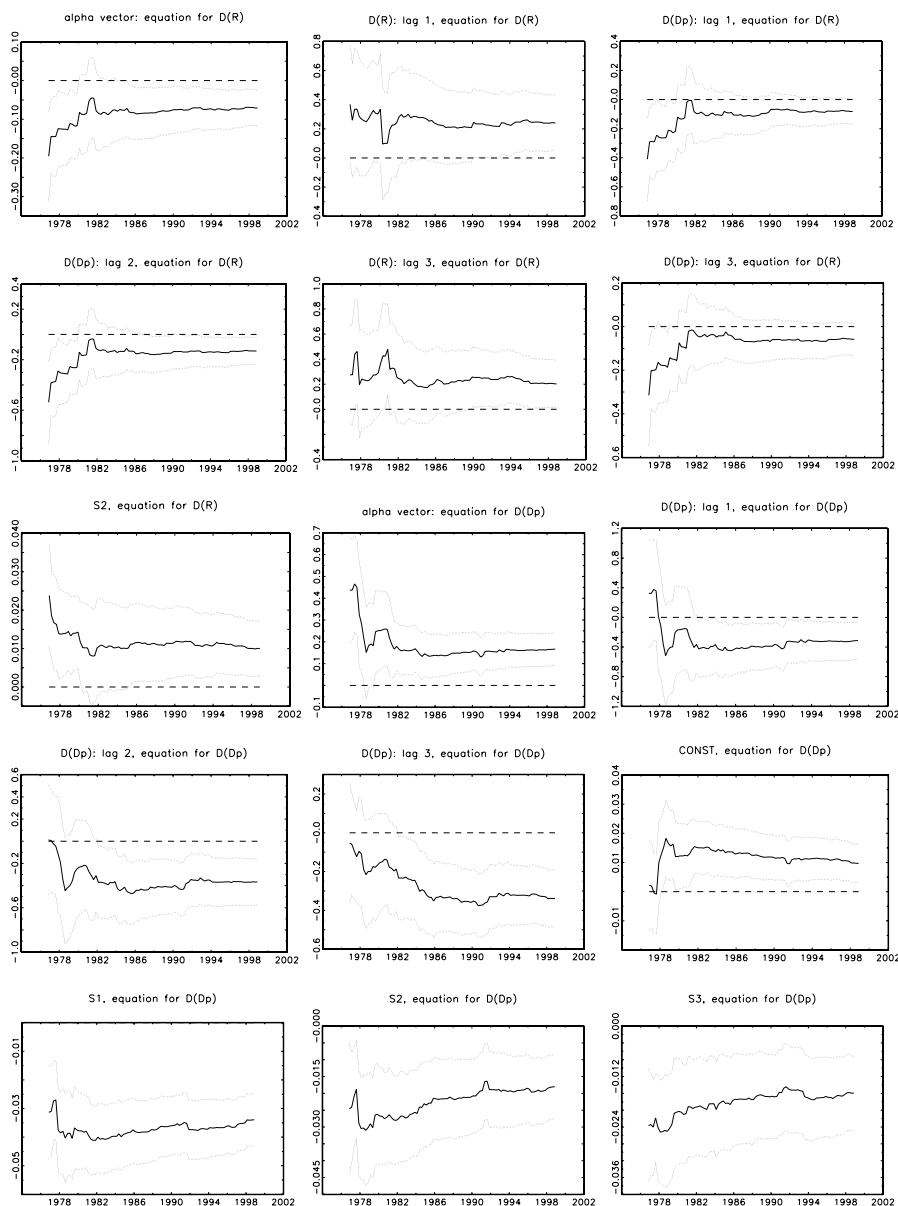 alpha vector: equation for D(R)
0.10
-0.00
-0.10
-0.20
-0.30
1978 1982 1986 1990 1994 1998 2002
D(R): lag 1, equation for D(R)
0.8
0.6
0.4
0.2
-0.0
-0.2
-0.4
1978 1982 1986 1990 1994 1998 2002
D(Dp): lag 1, equation for D(R)
0.4
0.2
-0.0
-0.2
-0.4
-0.6
-0.8
1978 1982 1986 1990 1994 1998 2002
D(Dp): lag 2, equation for D(R)
0.4
0.2
-0.2
-0.6
-1.0
1978 1982 1986 1990 1994 1998 2002
D(R): lag 3, equation for D(R)
1.0
0.8
0.6
0.4
0.2
-0.0
-0.4
1978 1982 1986 1990 1994 1998 2002
D(Dp): lag 3, equation for D(R)
0.2
-0.0
-0.2
-0.4
-0.6
1978 1982 1986 1990 1994 1998 2002
S2, equation for D(R)
0.040
0.030
0.020
0.010
0.000
1978 1982 1986 1990 1994 1998 2002
alpha vector: equation for D(Dp)
0.7
0.5
0.4
0.3
0.1
-0.1
1978 1982 1986 1990 1994 1998 2002
D(Dp): lag 1, equation for D(Dp)
1.2
0.8
0.4
-0.0
-0.4
-0.8
-1.2
1978 1982 1986 1990 1994 1998 2002
D(Dp): lag 2, equation for D(Dp)
0.6
0.4
0.2
-0.2
-0.6
-1.0
1978 1982 1986 1990 1994 1998 2002
D(Dp): lag 3, equation for D(Dp)
0.2
-0.0
-0.2
-0.4
-0.6
1978 1982 1986 1990 1994 1998 2002
CONST, equation for D(Dp)
0.04
0.03
0.02
0.01
-0.01
1978 1982 1986 1990 1994 1998 2002
S1, equation for D(Dp)
-0.01
-0.03
-0.05
1978 1982 1986 1990 1994 1998 2002
S2, equation for D(Dp)
-0.000
-0.015
-0.030
-0.045
1978 1982 1986 1990 1994 1998 2002
S3, equation for D(Dp)
-0.000
-0.012
-0.024
-0.036
1978 1982 1986 1990 1994 1998 2002